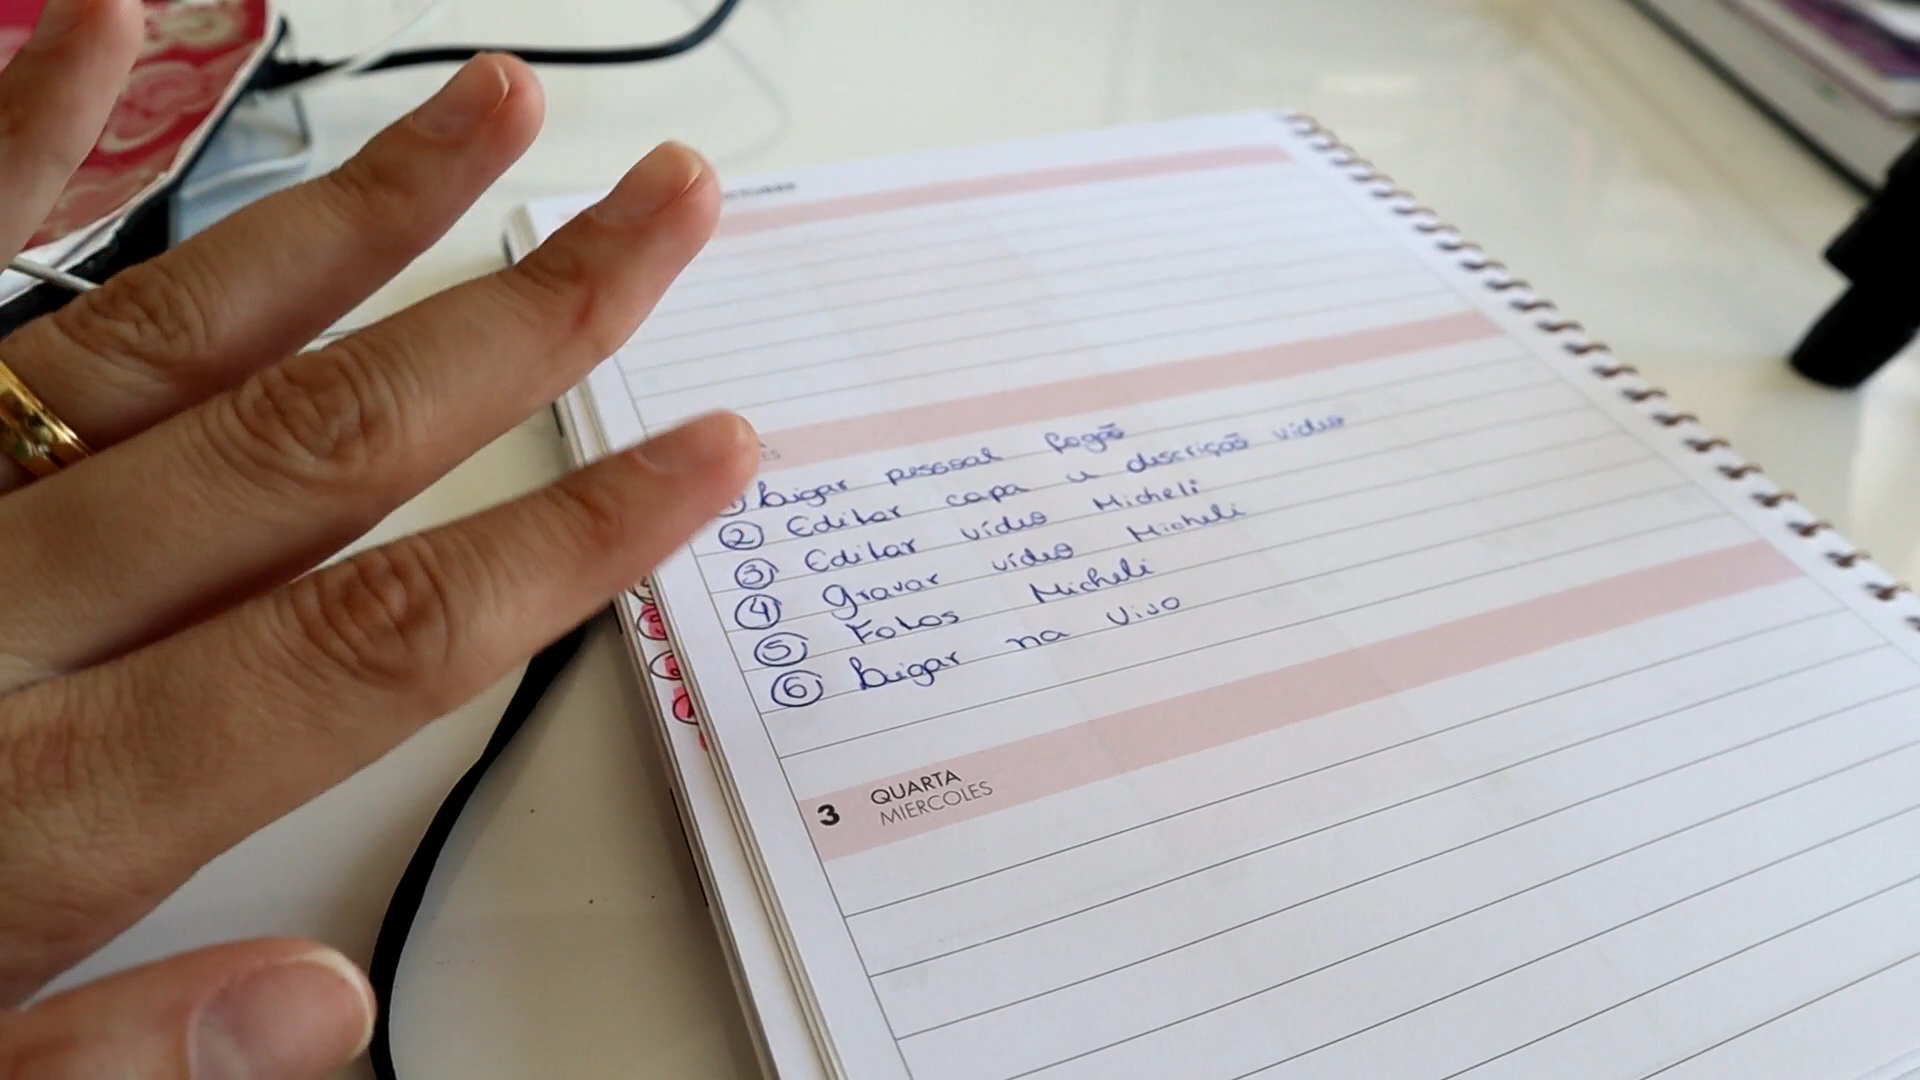 ① Ligar pessoal fogão
② Editar capa e descrição vídeo
③ Editar vídeo Micheli
④ Gravar vídeo Micheli
⑤ Fotos Micheli
⑥ Ligar na Vivo
3 QUARTA
MIERCOLES